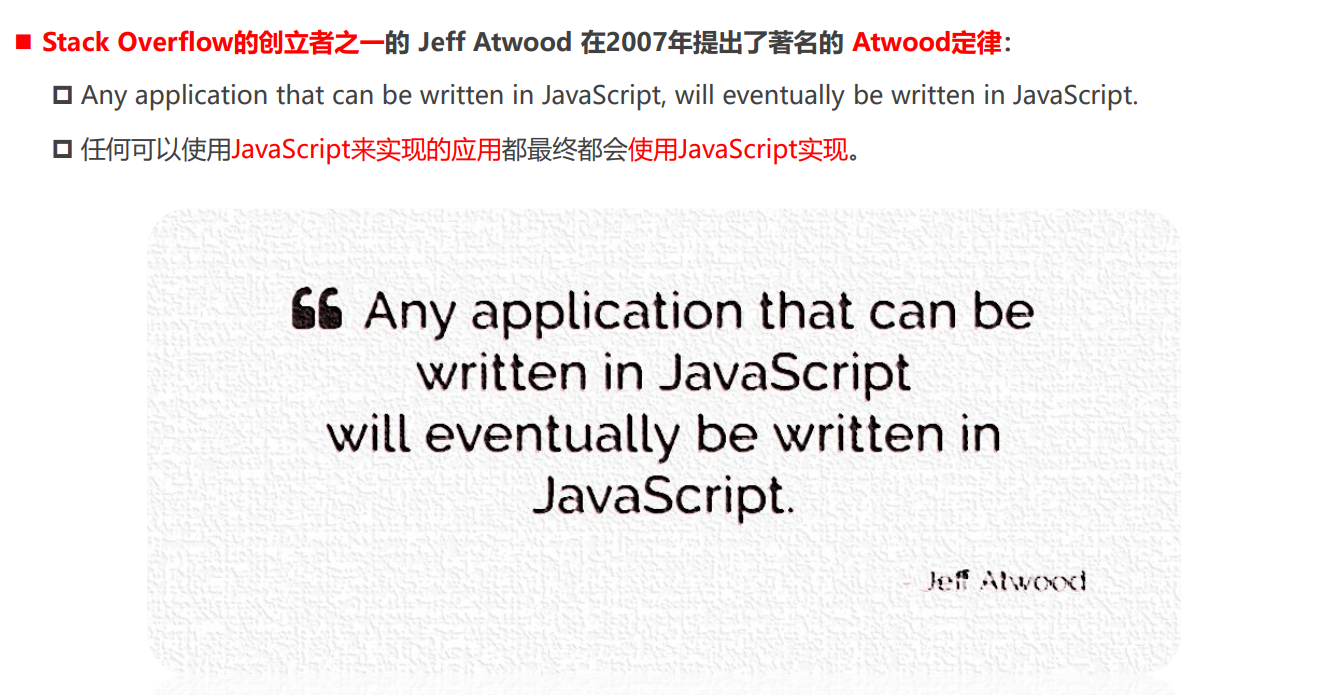 Stack Overflow的创立者之一的 Jeff Atwood 在2007年提出了著名的 Atwood定律：
Any application that can be written in JavaScript, will eventually be written in JavaScript.
任何可以使用JavaScript来实现的应用都最终都会使用JavaScript实现。
“ Any application that can be
written in JavaScript
will eventually be written in
JavaScript.
- Jeff Atwood